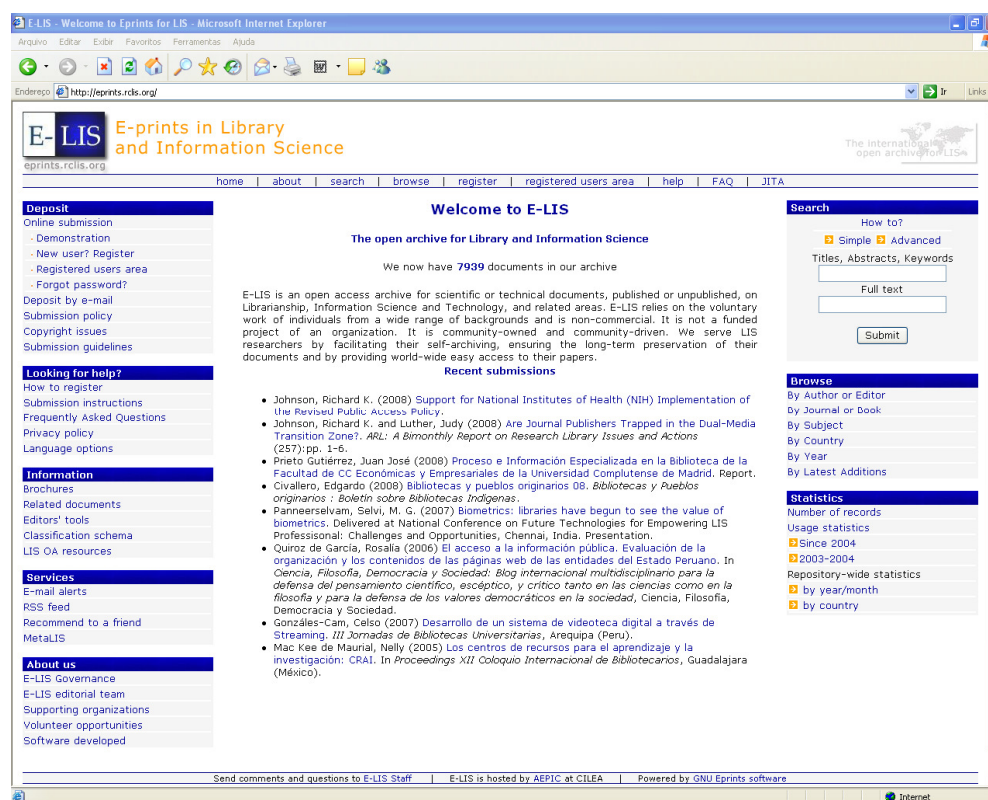 E-LIS - Welcome to Eprints for LIS - Microsoft Internet Explorer
Arquivo Editar Exibir Favoritos Ferramentas Ajuda
Endereço http://eprints.rclis.org/ Ir Links
E-LIS
eprints.rclis.org
E-prints in Library
and Information Science
The international
open archive for LIS
home | about | search | browse | register | registered users area | help | FAQ | JITA
Deposit
Online submission
- Demonstration
- New user? Register
- Registered users area
- Forgot password?
Deposit by e-mail
Submission policy
Copyright issues
Submission guidelines
Looking for help?
How to register
Submission instructions
Frequently Asked Questions
Privacy policy
Language options
Information
Brochures
Related documents
Editors' tools
Classification schema
LIS OA resources
Services
E-mail alerts
RSS feed
Recommend to a friend
MetaLIS
About us
E-LIS Governance
E-LIS editorial team
Supporting organizations
Volunteer opportunities
Software developed
Welcome to E-LIS
The open archive for Library and Information Science
We now have 7939 documents in our archive
E-LIS is an open access archive for scientific or technical documents, published or unpublished, on
Librarianship, Information Science and Technology, and related areas. E-LIS relies on the voluntary
work of individuals from a wide range of backgrounds and is non-commercial. It is not a funded
project of an organization. It is community-owned and community-driven. We serve LIS
researchers by facilitating their self-archiving, ensuring the long-term preservation of their
documents and by providing world-wide easy access to their papers.
Recent submissions
• Johnson, Richard K. (2008) Support for National Institutes of Health (NIH) Implementation of
the Revised Public Access Policy.
• Johnson, Richard K. and Luther, Judy (2008) Are Journal Publishers Trapped in the Dual-Media
Transition Zone?. ARL: A Bimonthly Report on Research Library Issues and Actions
(257):pp. 1-6.
• Prieto Gutiérrez, Juan José (2008) Proceso e Información Especializada en la Biblioteca de la
Facultad de CC Económicas y Empresariales de la Universidad Complutense de Madrid. Report.
• Civallero, Edgardo (2008) Bibliotecas y pueblos originarios 08. Bibliotecas y Pueblos
originarios : Boletín sobre Bibliotecas Indígenas.
• Panneerselvam, Selvi, M. G. (2007) Biometrics: libraries have begun to see the value of
biometrics. Delivered at National Conference on Future Technologies for Empowering LIS
Professisonal: Challenges and Opportunities, Chennai, India. Presentation.
• Quiroz de García, Rosalía (2006) El acceso a la información pública. Evaluación de la
organización y los contenidos de las páginas web de las entidades del Estado Peruano. In
Ciencia, Filosofía, Democracia y Sociedad: Blog internacional multidisciplinario para la
defensa del pensamiento científico, escéptico, y crítico tanto en las ciencias como en la
filosofía y para la defensa de los valores democráticos en la sociedad, Ciencia, Filosofía,
Democracia y Sociedad.
• Gonzáles-Cam, Celso (2007) Desarrollo de un sistema de videoteca digital a través de
Streaming. III Jornadas de Bibliotecas Universitarias, Arequipa (Peru).
• Mac Kee de Maurial, Nelly (2005) Los centros de recursos para el aprendizaje y la
investigación: CRAI. In Proceedings XII Coloquio Internacional de Bibliotecarios, Guadalajara
(México).
Search
How to?
Simple Advanced
Titles, Abstracts, Keywords
Full text
Submit
Browse
By Author or Editor
By Journal or Book
By Subject
By Country
By Year
By Latest Additions
Statistics
Number of records
Usage statistics
Since 2004
2003-2004
Repository-wide statistics
by year/month
by country
Send comments and questions to E-LIS Staff | E-LIS is hosted by AEPIC at CILEA | Powered by GNU Eprints software
Internet